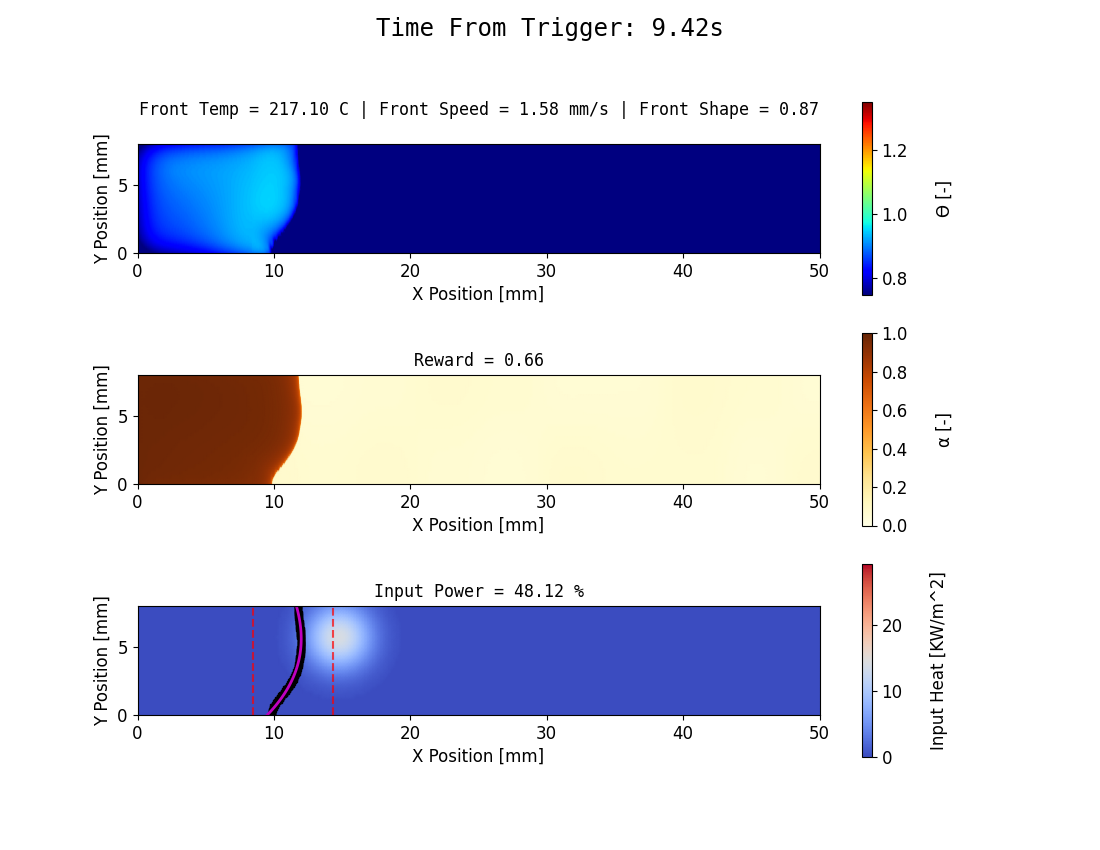 Time From Trigger: 9.42s
Front Temp = 217.10 C | Front Speed = 1.58 mm/s | Front Shape = 0.87
Y Position [mm]
5
0
0 10 20 30 40 50
X Position [mm]
1.2
1.0
0.8
Θ [-]
Reward = 0.66
Y Position [mm]
5
0
0 10 20 30 40 50
X Position [mm]
1.0
0.8
0.6
0.4
0.2
0.0
α [-]
Input Power = 48.12 %
Y Position [mm]
5
0
0 10 20 30 40 50
X Position [mm]
20
10
0
Input Heat [KW/m^2]